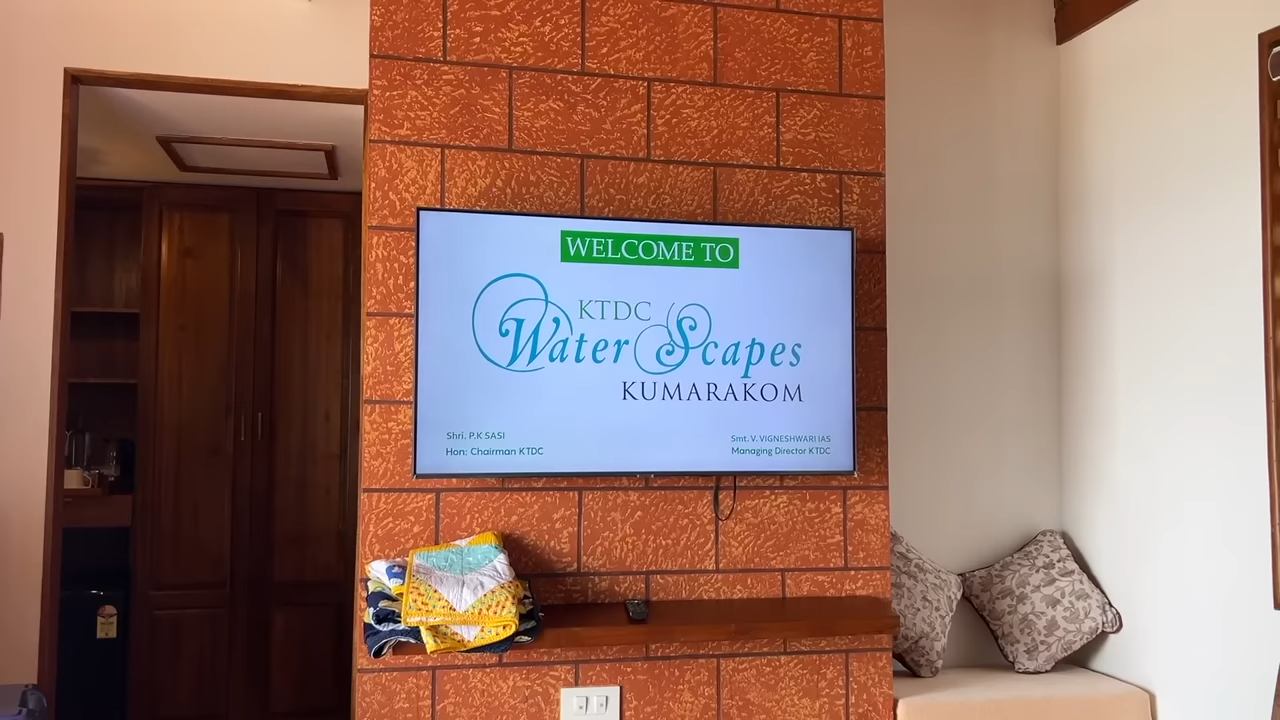 WELCOME TO
KTDC
Water Scapes
KUMARAKOM
Shri. P.K SASI
Hon: Chairman KTDC
Smt. V. VIGNESHWARI IAS
Managing Director KTDC